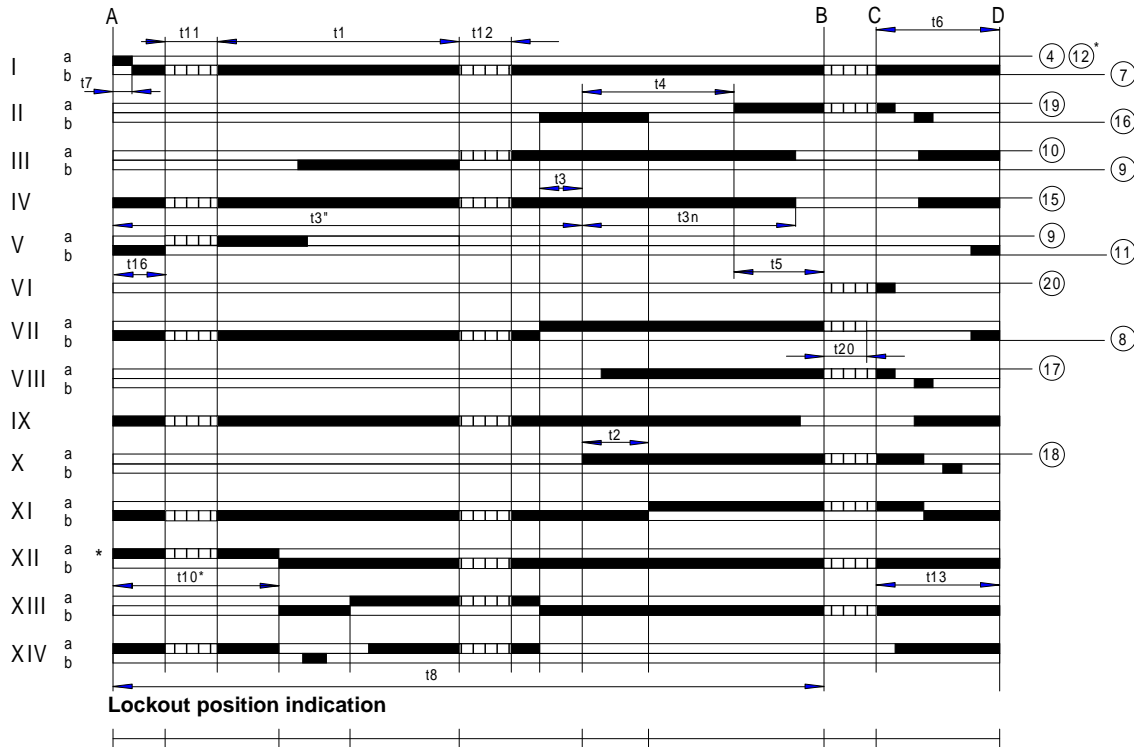 A B C D
t11 t1 t12 t6
I a b 4 12* 7
t7
t4
II a b 19 16
III a b 10 9
t3
IV 15
t3" t3n
V a b 9 11
t16 t5
VI 20
VII a b 8
t20
VIII a b 17
IX
t2
X a b 18
XI a b
XII a b *
t10* t13
XIII a b
XIV a b
t8
Lockout position indication